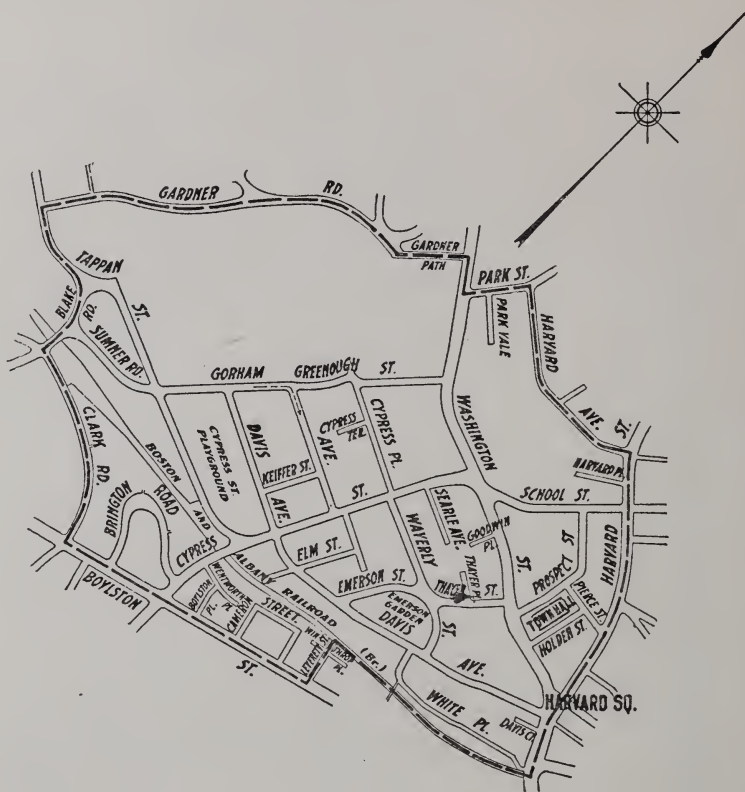 GARDNER RD.
GARDNER PATH
PARK ST.
PARK VALE
HARVARD AVE.
TAPPAN ST.
BLAKE RD.
SUMNER RD.
GORHAM
GREENOUGH ST.
WASHINGTON ST.
ST.
CLARK RD.
BOSTON AND ALBANY RAILROAD (Br.)
CYPRESS ST. PLAYGROUND
DAVIS AVE.
KEIFFER ST.
AVE.
CYPRESS TER.
CYPRESS PL.
HARVARD
SCHOOL ST.
BRINGTON ROAD
CYPRESS ST.
ELM ST.
EMERSON ST.
EMERSON GARDEN
DAVIS AVE.
WAVERLY ST.
SEARLE AVE.
GOODWIN PL.
THAYER PL.
THAYER ST.
PROSPECT ST
PIERCE ST.
TOWN HALL
HOLDEN ST.
HARVARD
BOYLSTON ST.
BOYLSTON PL.
WENTWORTH PL.
CAMERON
STREET.
PL.
WHITE PL.
DAVIS CT.
HARVARD SQ.